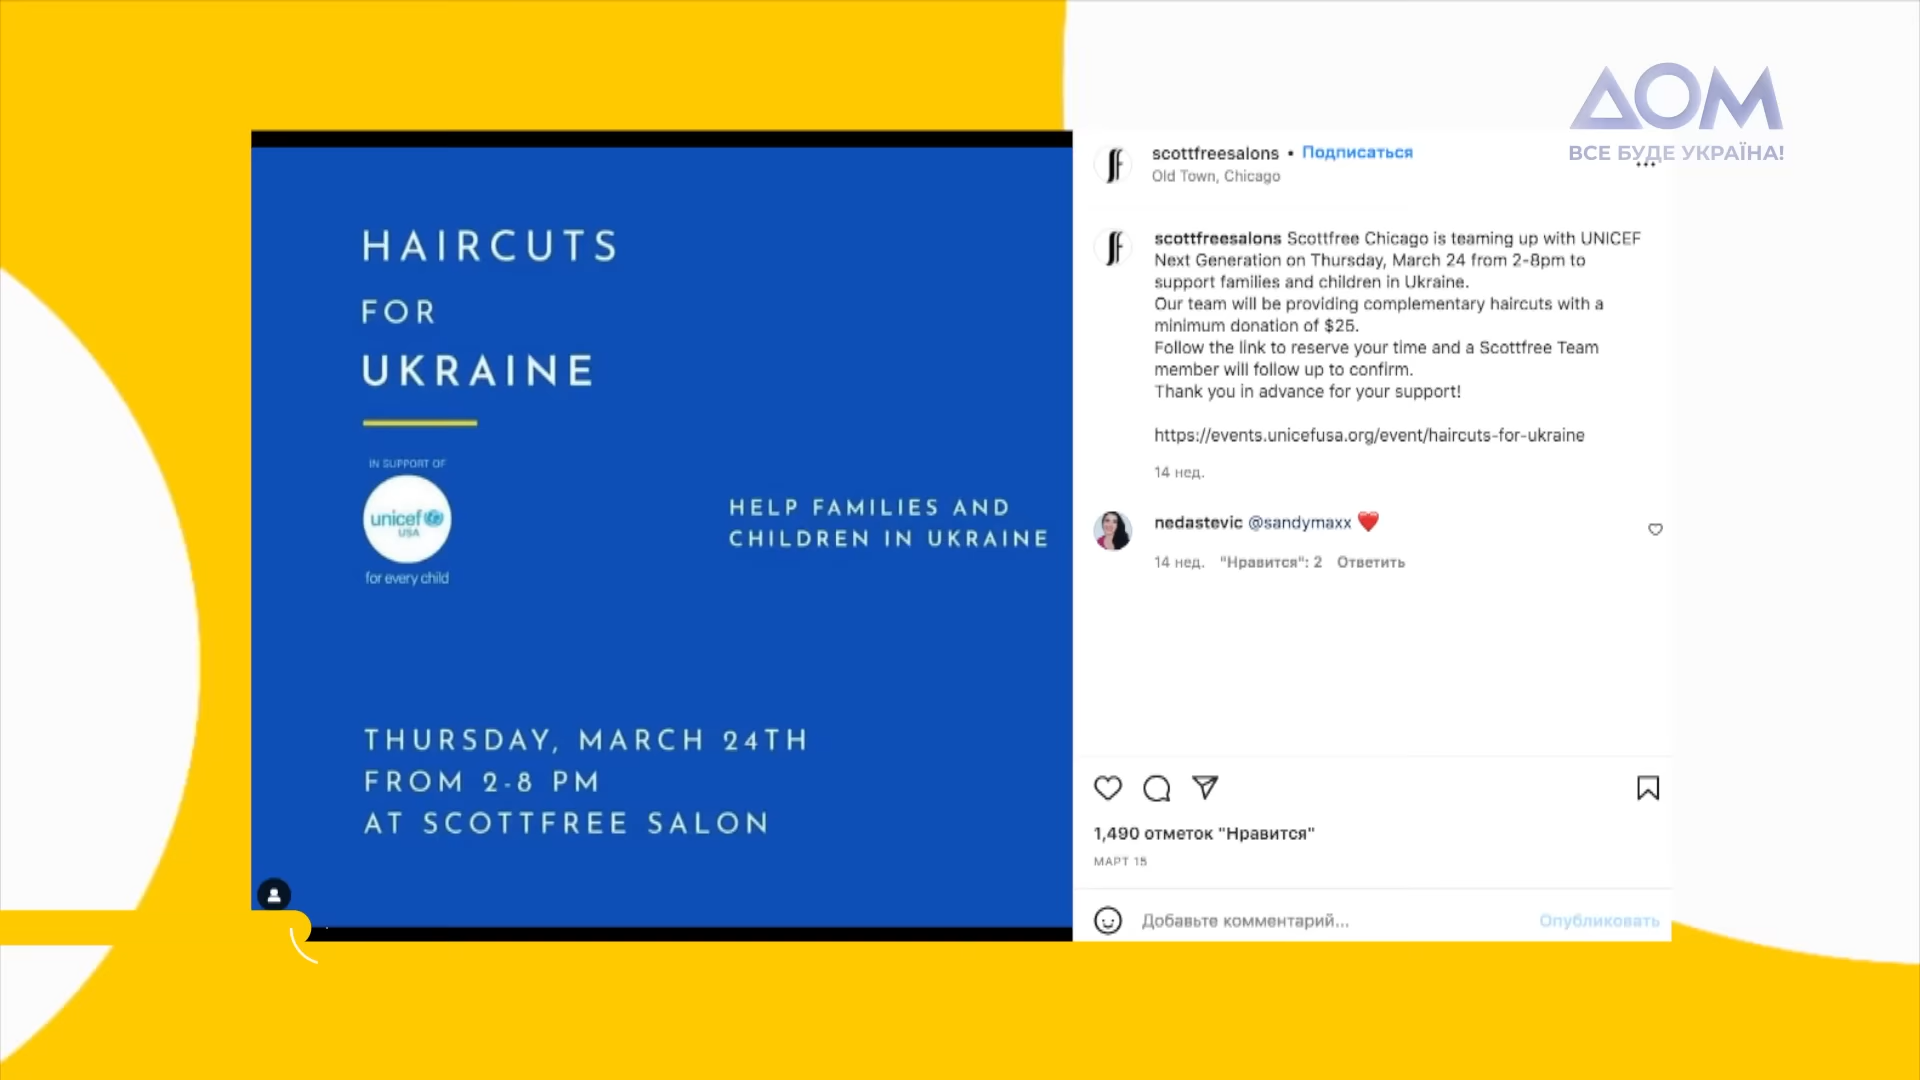 ДОМ
ВСЕ БУДЕ УКРАЇНА!
HAIRCUTS
FOR
UKRAINE
IN SUPPORT OF
unicef
USA
for every child
HELP FAMILIES AND
CHILDREN IN UKRAINE
THURSDAY, MARCH 24TH
FROM 2-8 PM
AT SCOTTFREE SALON
scottfreesalons • Подписаться
Old Town, Chicago
scottfreesalons Scottfree Chicago is teaming up with UNICEF
Next Generation on Thursday, March 24 from 2-8pm to
support families and children in Ukraine.
Our team will be providing complementary haircuts with a
minimum donation of $25.
Follow the link to reserve your time and a Scottfree Team
member will follow up to confirm.
Thank you in advance for your support!
https://events.unicefusa.org/event/haircuts-for-ukraine
14 нед.
nedastevic @sandymaxx ❤️
14 нед. "Нравится": 2 Ответить
1,490 отметок "Нравится"
МАРТ 15
Добавьте комментарий... Опубликовать